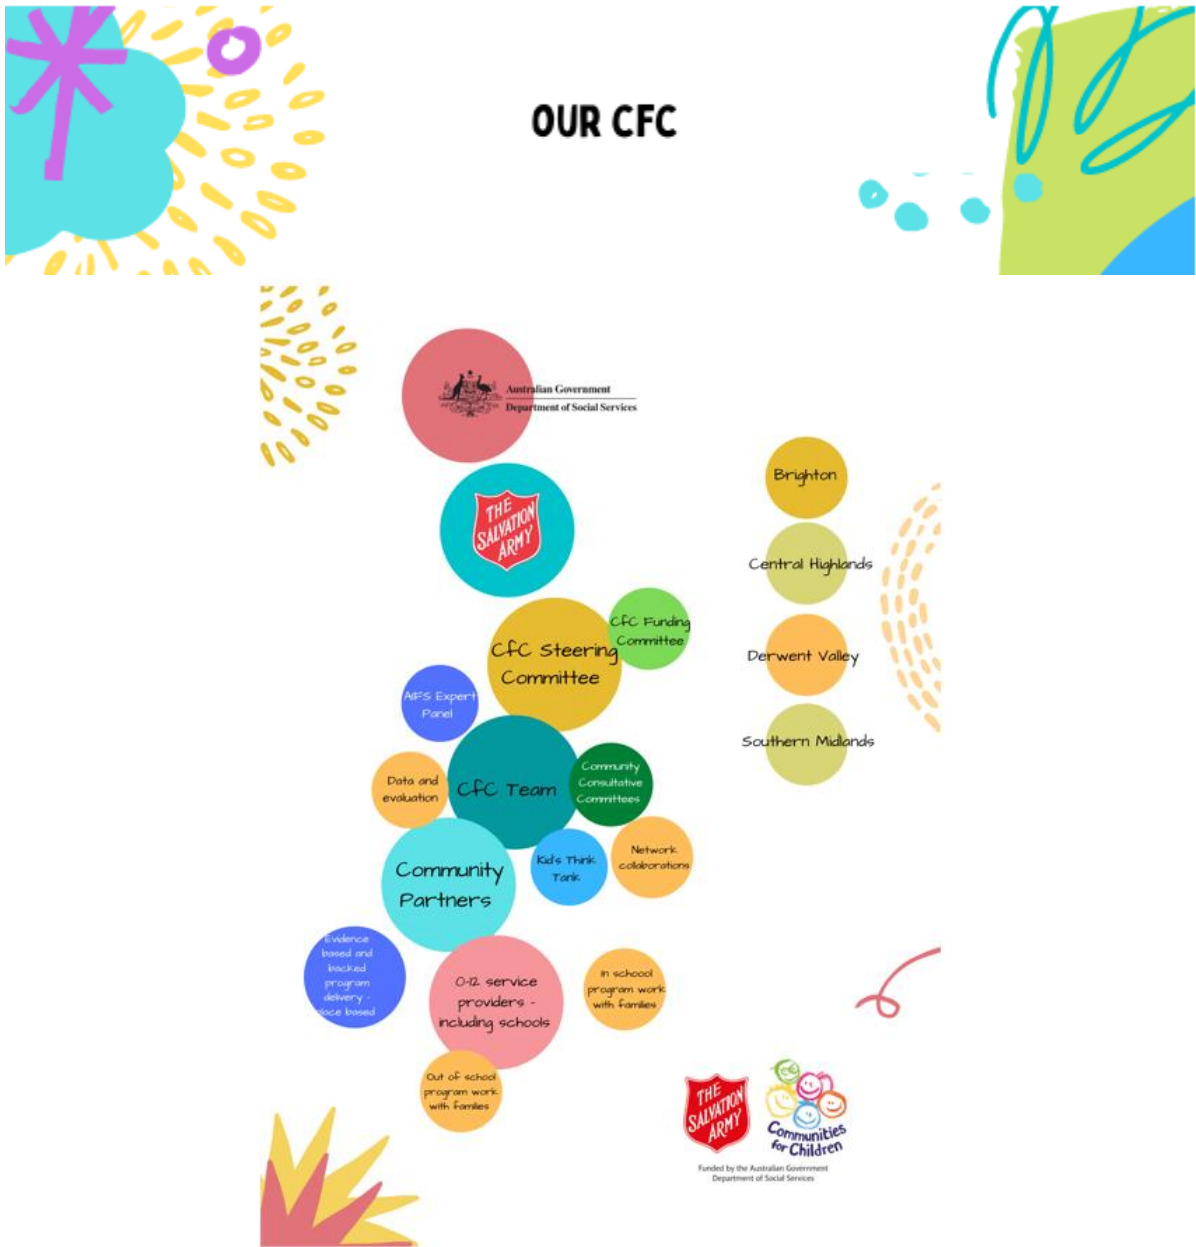 OUR CFC
Australian Government
Department of Social Services
THE
SALVATION
ARMY
CfC Steering
Committee
CfC Funding
Committee
AIFS Expert
Panel
CfC Team
Data and
evaluation
Community
Consultative
Committees
Community
Partners
Kid's Think
Tank
Network
collaborations
Evidence
based and
backed
program
delivery -
lace based
0-12 service
providers -
including schools
In schoool
program work
with families
Out of school
program work
with families
Brighton
Central Highlands
Derwent Valley
Southern Midlands
THE
SALVATION
ARMY
Communities
for Children
Funded by the Australian Government
Department of Social Services